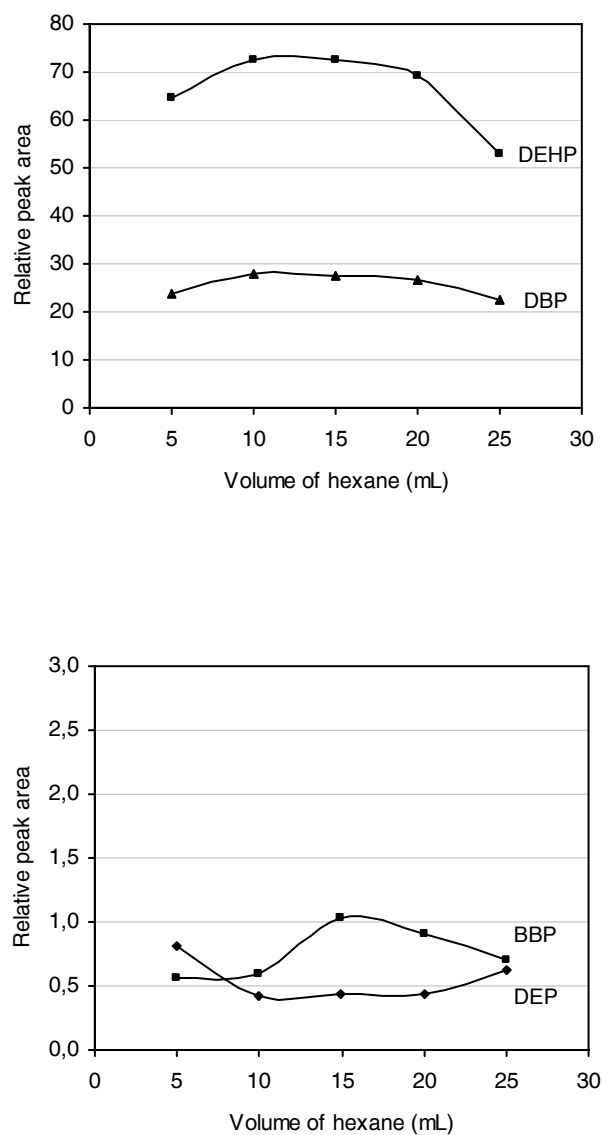 80
70
60
50
40
30
20
10
0
Relative peak area
DEHP
DBP
0 5 10 15 20 25 30
Volume of hexane (mL)
3,0
2,5
2,0
1,5
1,0
0,5
0,0
Relative peak area
BBP
DEP
0 5 10 15 20 25 30
Volume of hexane (mL)